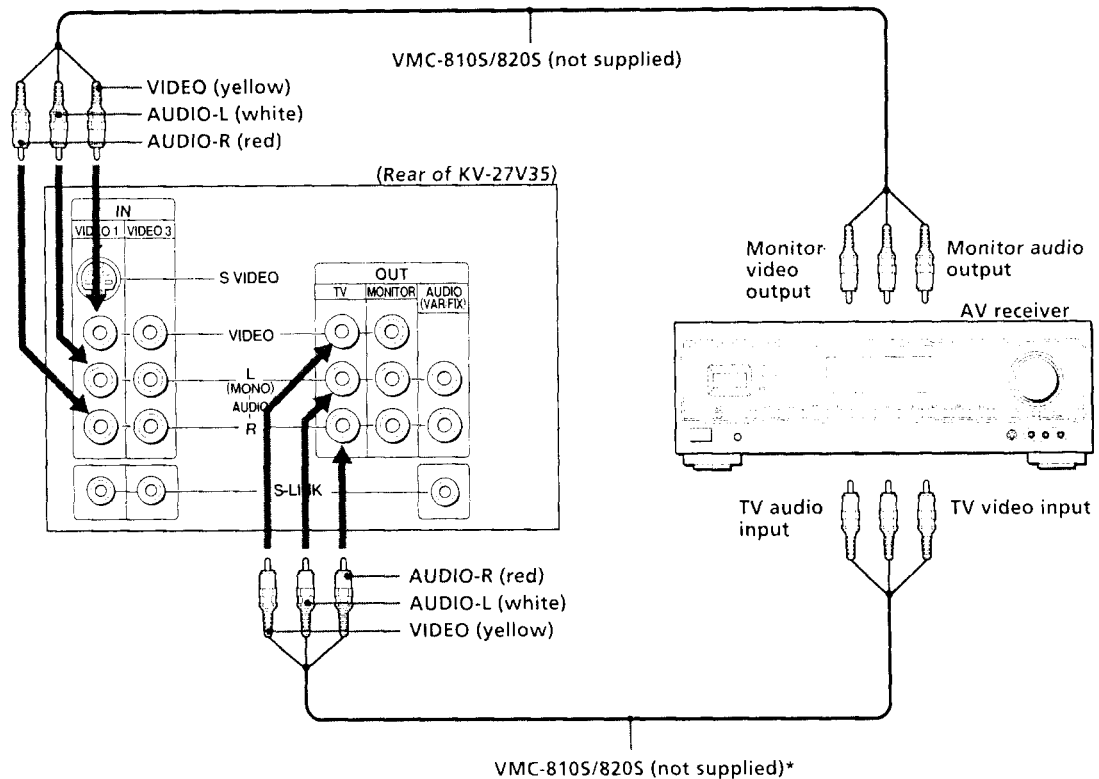 VMC-810S/820S (not supplied)
VIDEO (yellow)
AUDIO-L (white)
AUDIO-R (red)
(Rear of KV-27V35)
IN
VIDEO 1 VIDEO 3
S VIDEO
OUT
TV MONITOR AUDIO
(VAR/FIX)
VIDEO
L
(MONO)
AUDIO
R
S-LINK
Monitor
video
output
Monitor audio
output
AV receiver
TV audio
input
TV video input
AUDIO-R (red)
AUDIO-L (white)
VIDEO (yellow)
VMC-810S/820S (not supplied)*